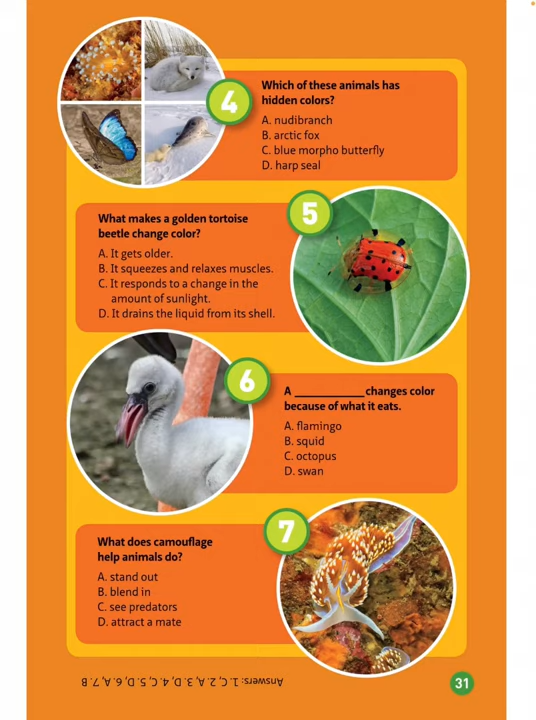 4
Which of these animals has
hidden colors?
A. nudibranch
B. arctic fox
C. blue morpho butterfly
D. harp seal
5
What makes a golden tortoise
beetle change color?
A. It gets older.
B. It squeezes and relaxes muscles.
C. It responds to a change in the
amount of sunlight.
D. It drains the liquid from its shell.
6
A ____________ changes color
because of what it eats.
A. flamingo
B. squid
C. octopus
D. swan
7
What does camouflage
help animals do?
A. stand out
B. blend in
C. see predators
D. attract a mate
Answers: 1. C, 2. A, 3. D, 4. C, 5. D, 6. A, 7. B
31